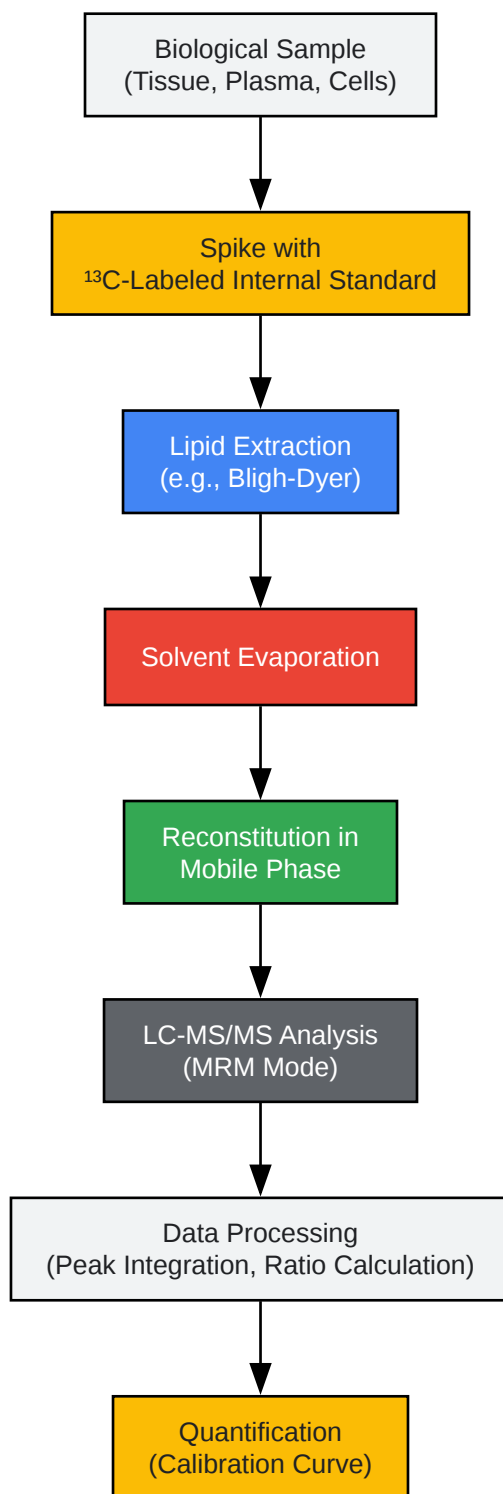 Biological Sample
(Tissue, Plasma, Cells)
Spike with
¹³C-Labeled Internal Standard
Lipid Extraction
(e.g., Bligh-Dyer)
Solvent Evaporation
Reconstitution in
Mobile Phase
LC-MS/MS Analysis
(MRM Mode)
Data Processing
(Peak Integration, Ratio Calculation)
Quantification
(Calibration Curve)